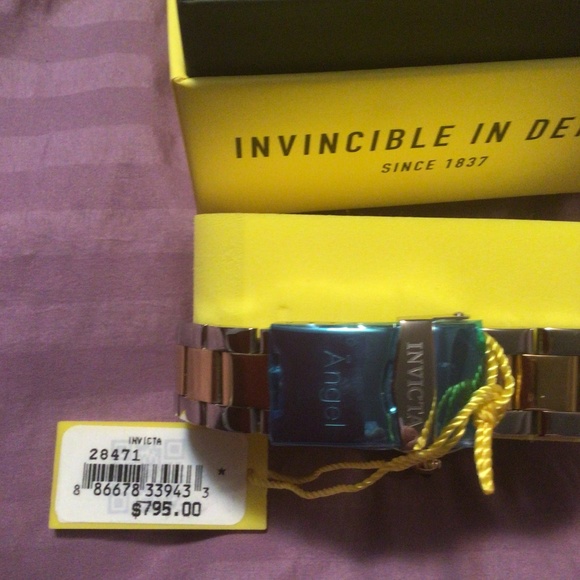 INVINCIBLE IN DE
SINCE 1837
Angel
INVICTA
INVICTA
28471
8 86678 33943 3
$795.00